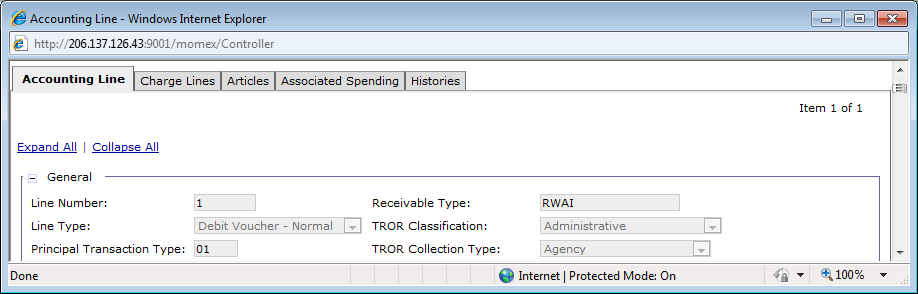 Accounting Line - Windows Internet Explorer
http://206.137.126.43:9001/momex/Controller
Accounting Line Charge Lines Articles Associated Spending Histories
Item 1 of 1
Expand All | Collapse All
General
Line Number: 1 Receivable Type: RWAI
Line Type: Debit Voucher - Normal TROR Classification: Administrative
Principal Transaction Type: 01 TROR Collection Type: Agency
Done Internet | Protected Mode: On 100%